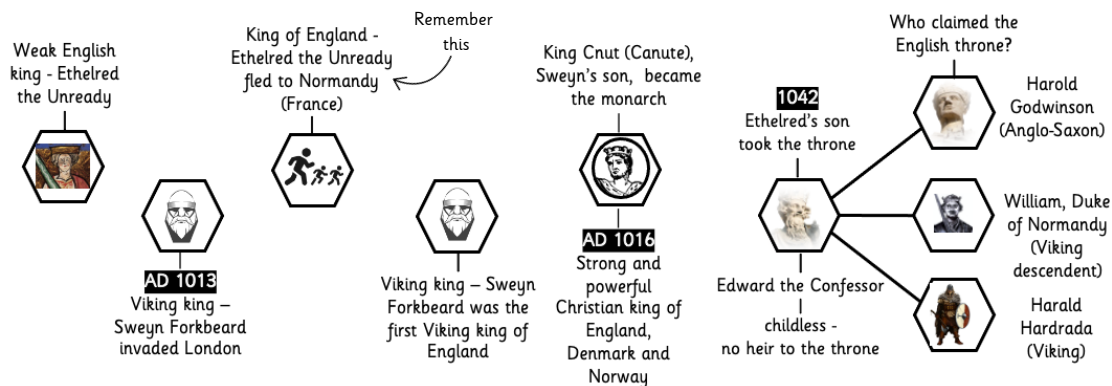 Weak English
king - Ethelred
the Unready
AD 1013
Viking king –
Sweyn Forkbeard
invaded London
King of England -
Ethelred the Unready
fled to Normandy
(France)
Remember
this
Viking king – Sweyn
Forkbeard was the
first Viking king of
England
King Cnut (Canute),
Sweyn's son, became
the monarch
AD 1016
Strong and
powerful
Christian king of
England,
Denmark and
Norway
1042
Ethelred's son
took the throne
Edward the Confessor
childless -
no heir to the throne
Who claimed the
English throne?
Harold
Godwinson
(Anglo-Saxon)
William, Duke
of Normandy
(Viking
descendent)
Harald
Hardrada
(Viking)